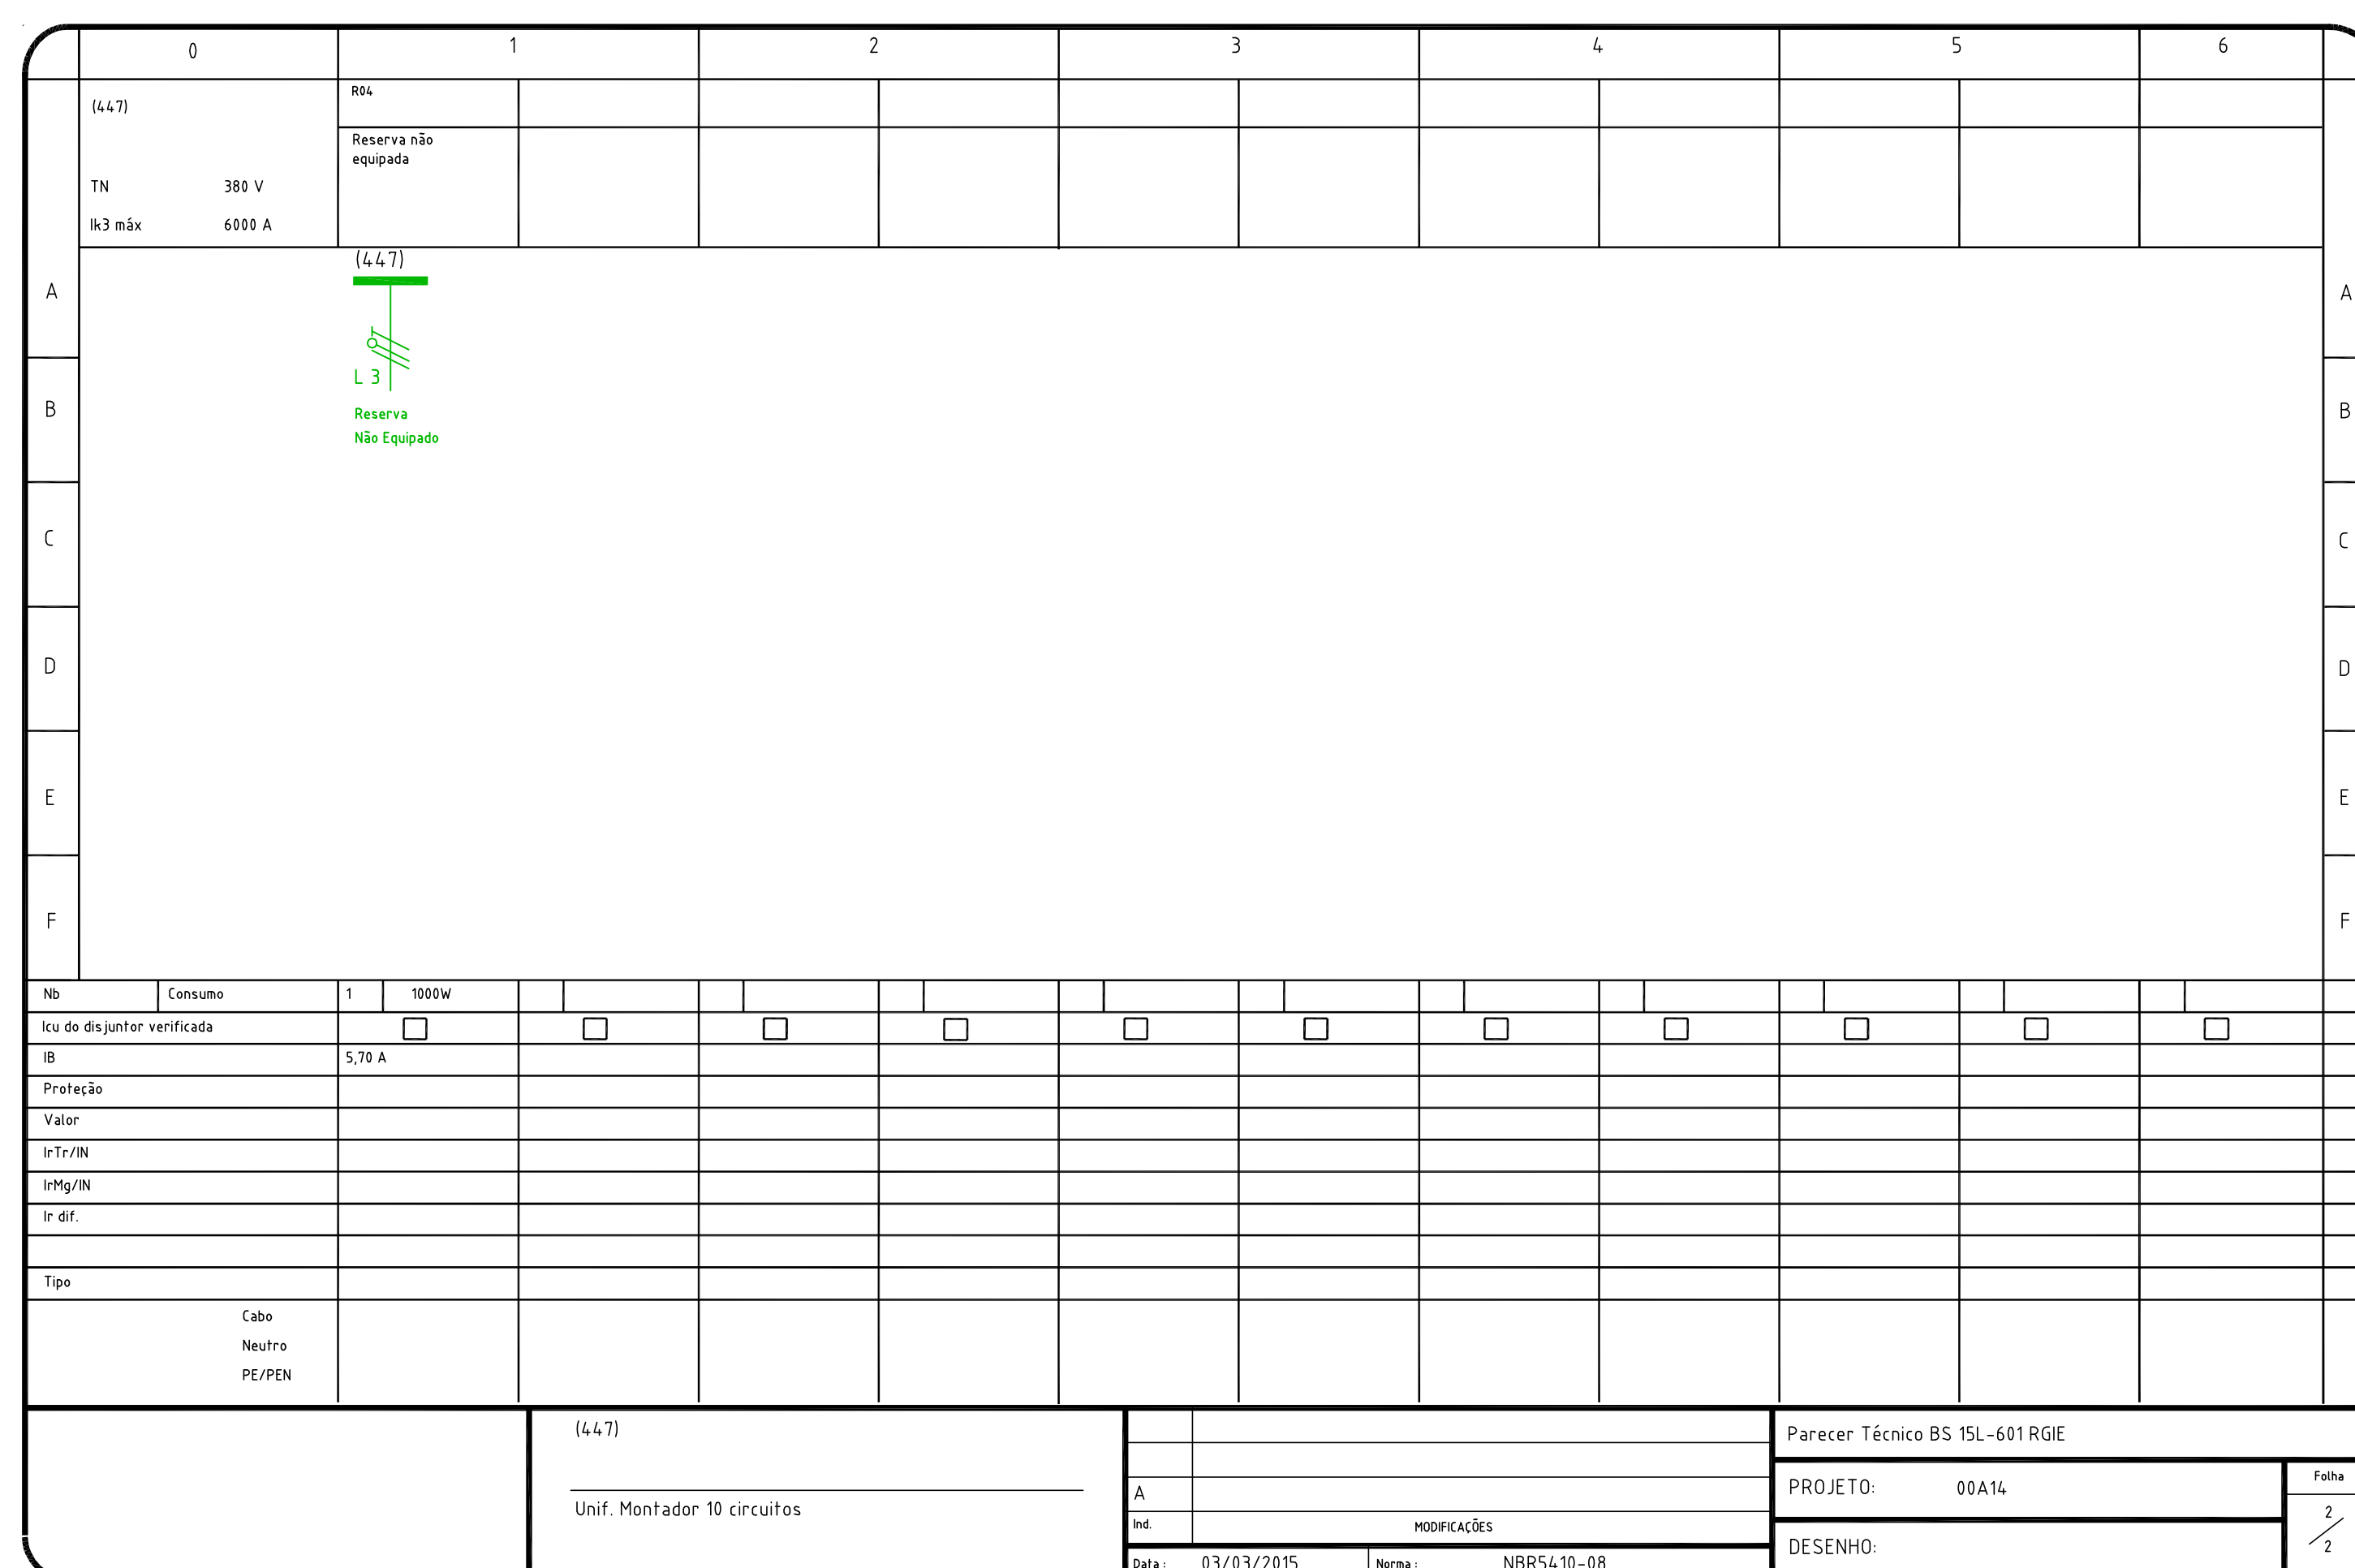 0 1 2 3 4 5 6
(447)
R04
Reserva não
equipada
TN 380 V
Ik3 máx 6000 A
(447)
A A
L 3
B B
Reserva
Não Equipado
C C
D D
E E
F F
Nb Consumo 1 1000W
Icu do disjuntor verificada
IB 5,70 A
Proteção
Valor
IrTr/IN
IrMg/IN
Ir dif.
Tipo
Cabo
Neutro
PE/PEN
(447)
Unif. Montador 10 circuitos
A
Ind. MODIFICAÇÕES
Data : 03/03/2015 Norma : NBR5410-08
Parecer Técnico BS 15L-601 RGIE
PROJETO: 00A14
Folha
2
/
2
DESENHO: